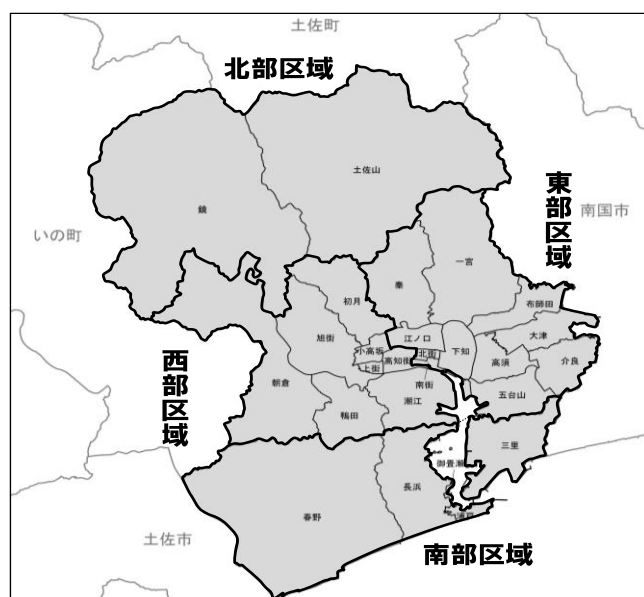 土佐町
北部区域
土佐山
東部区域
南国市
鏡
いの町
一宮
秦
初月
布師田
旭街
江ノ口
大津
小高坂
高知街
北街
下知
介良
上街
高須
西部区域
朝倉
南街
五台山
鴨田
潮江
三里
御畳瀬
長浜
春野
浦戸
土佐市
南部区域